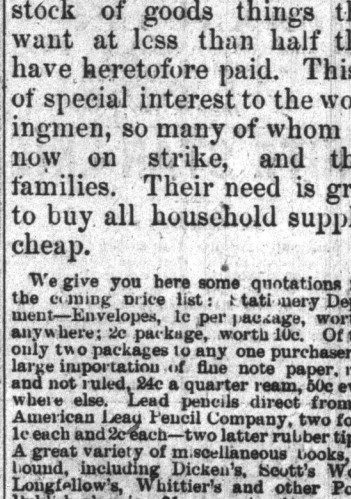 stock of goods things th
want at less than half th
have heretofore paid. This
of special interest to the wo
ingmen, so many of whom
now on strike, and th
families. Their need is gr
to buy all household suppl
cheap.
We give you here some quotations
the coming price list: Stationery De
ment—Envelopes, 1c per package, wor
anywhere; 2c package, worth 10c. Of
only two packages to any one purchaser
large importation of fine note paper, r
and not ruled, 24c a quarter ream, 50c ev
where else. Lead pencils direct from
American Lead Pencil Company, two fo
1c each and 2c each—two latter rubber tip
A great variety of miscellaneous books,
bound, including Dicken's, Scott's W
Longfellow's, Whittier's and other Po